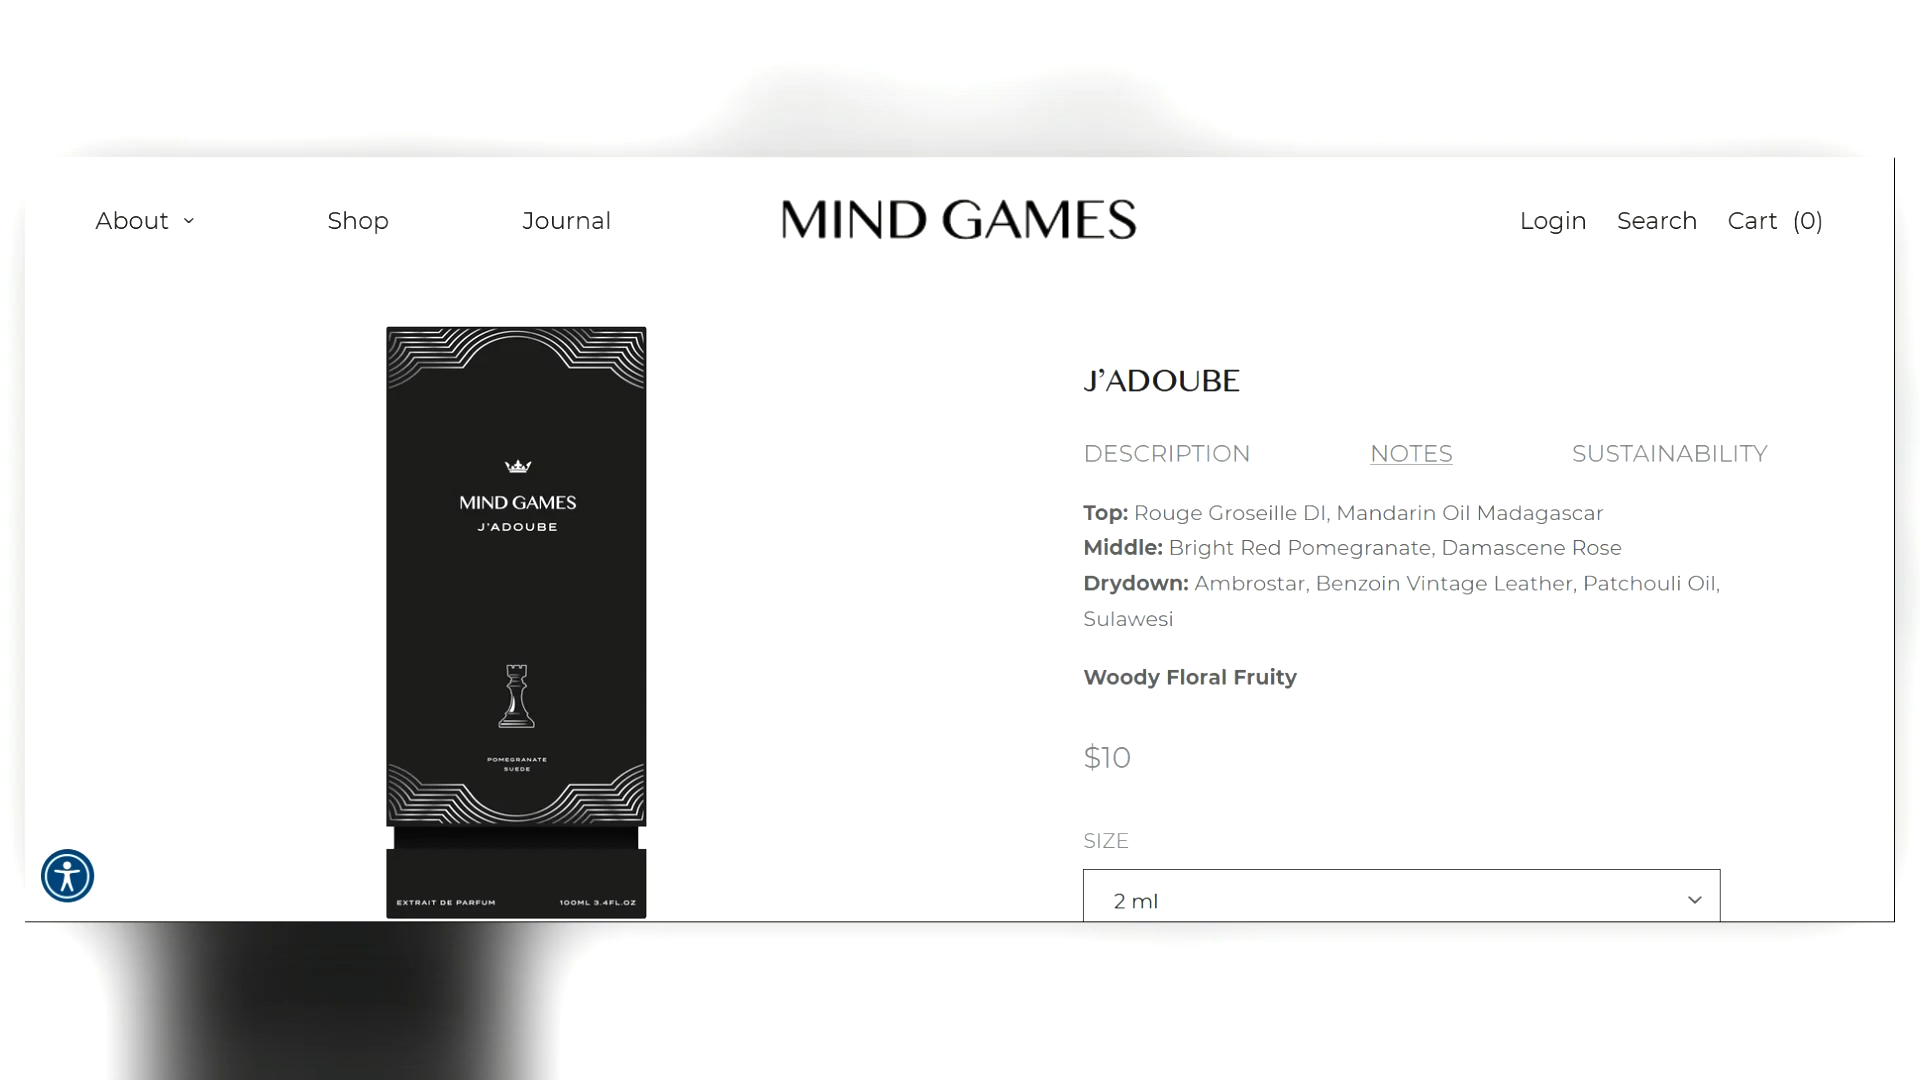 About
Shop
Journal
MIND GAMES
Login
Search
Cart (0)
MIND GAMES
J'ADOUBE
POMEGRANATE
SUEDE
EXTRAIT DE PARFUM
100ML 3.4FL.OZ
J’ADOUBE
DESCRIPTION
NOTES
SUSTAINABILITY
Top: Rouge Groseille DI, Mandarin Oil Madagascar
Middle: Bright Red Pomegranate, Damascene Rose
Drydown: Ambrostar, Benzoin Vintage Leather, Patchouli Oil,
Sulawesi
Woody Floral Fruity
$10
SIZE
2 ml